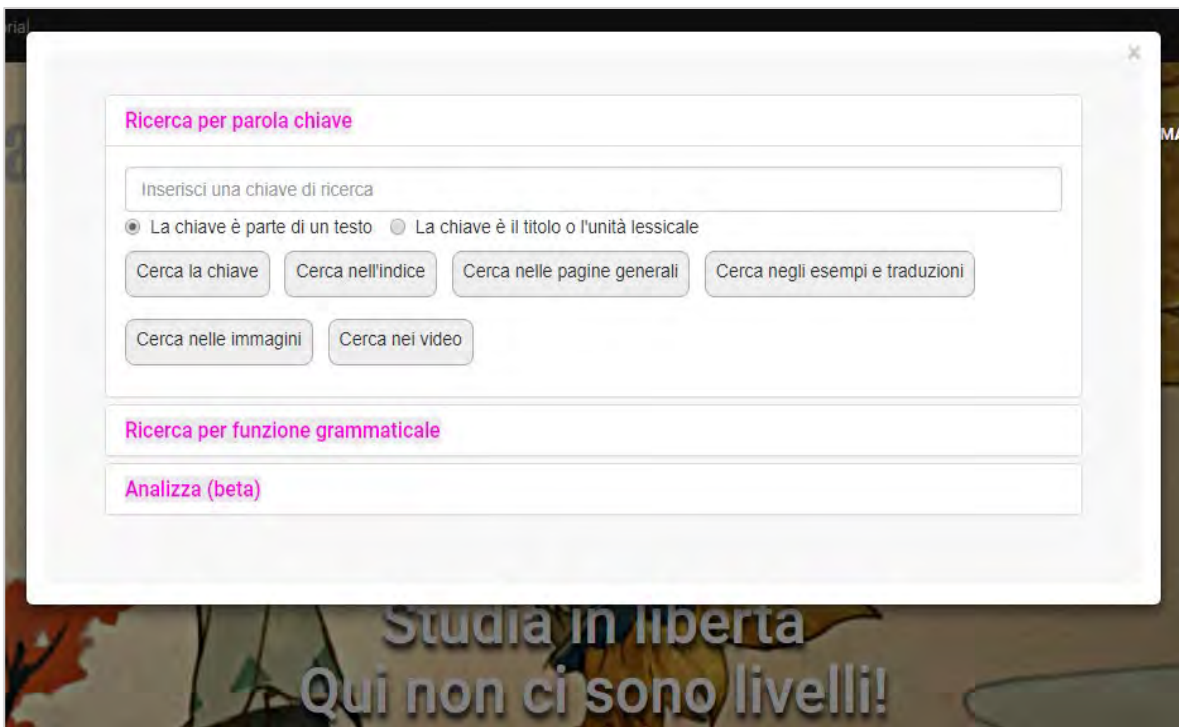 rial
×
Ricerca per parola chiave
Inserisci una chiave di ricerca
La chiave è parte di un testo La chiave è il titolo o l'unità lessicale
Cerca la chiave Cerca nell'indice Cerca nelle pagine generali Cerca negli esempi e traduzioni
Cerca nelle immagini Cerca nei video
Ricerca per funzione grammaticale
Analizza (beta)
MA
Studia in libertà
Qui non ci sono livelli!